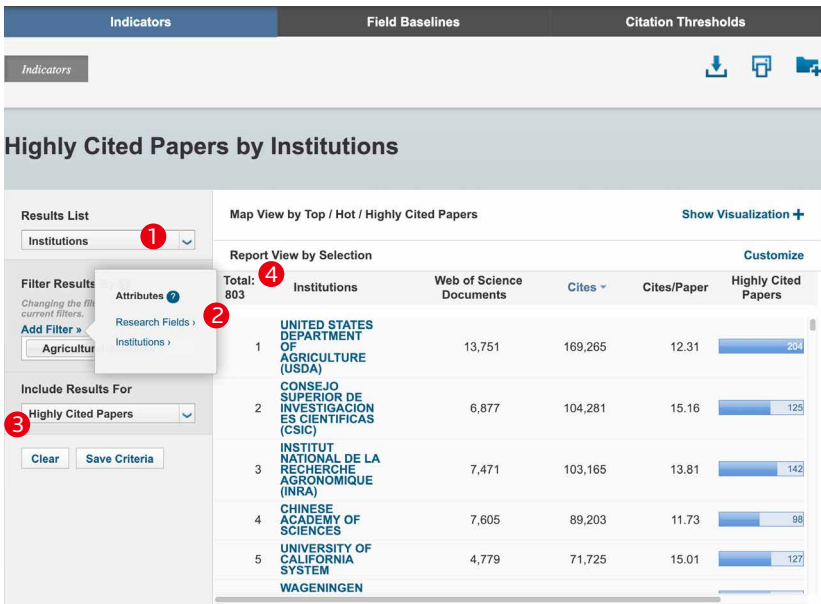 Indicators
Field Baselines
Citation Thresholds
Indicators
Highly Cited Papers by Institutions
Results List
Institutions
1
Filter Results
Changing the
current filters.
Add Filter »
Attributes ?
Research Fields ›
Institutions ›
2
Include Results For
Highly Cited Papers
3
Clear
Save Criteria
Map View by Top / Hot / Highly Cited Papers
Show Visualization +
Report View by Selection
Customize
4
Total:
803
Institutions
Web of Science
Documents
Cites
Cites/Paper
Highly Cited
Papers
1
UNITED STATES
DEPARTMENT
OF
AGRICULTURE
(USDA)
13,751
169,265
12.31
204
2
CONSEJO
SUPERIOR DE
INVESTIGACION
ES CIENTIFICAS
(CSIC)
6,877
104,281
15.16
125
3
INSTITUT
NATIONAL DE LA
RECHERCHE
AGRONOMIQUE
(INRA)
7,471
103,165
13.81
142
4
CHINESE
ACADEMY OF
SCIENCES
7,605
89,203
11.73
98
5
UNIVERSITY OF
CALIFORNIA
SYSTEM
4,779
71,725
15.01
127
WAGENINGEN